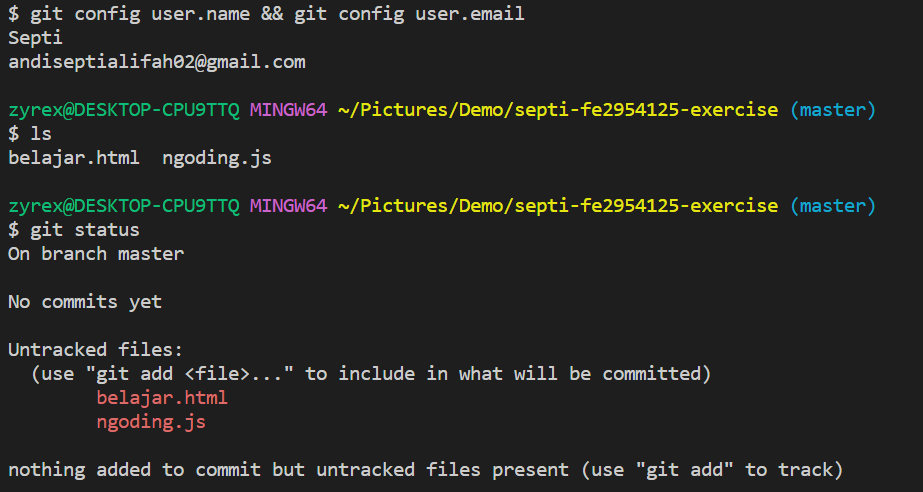 $ git config user.name && git config user.email
Septi
andiseptialifah02@gmail.com
zyrex@DESKTOP-CPU9TTQ MINGW64 ~/Pictures/Demo/septi-fe2954125-exercise (master)
$ ls
belajar.html  ngoding.js
zyrex@DESKTOP-CPU9TTQ MINGW64 ~/Pictures/Demo/septi-fe2954125-exercise (master)
$ git status
On branch master
No commits yet
Untracked files:
  (use "git add <file>..." to include in what will be committed)
        belajar.html
        ngoding.js
nothing added to commit but untracked files present (use "git add" to track)